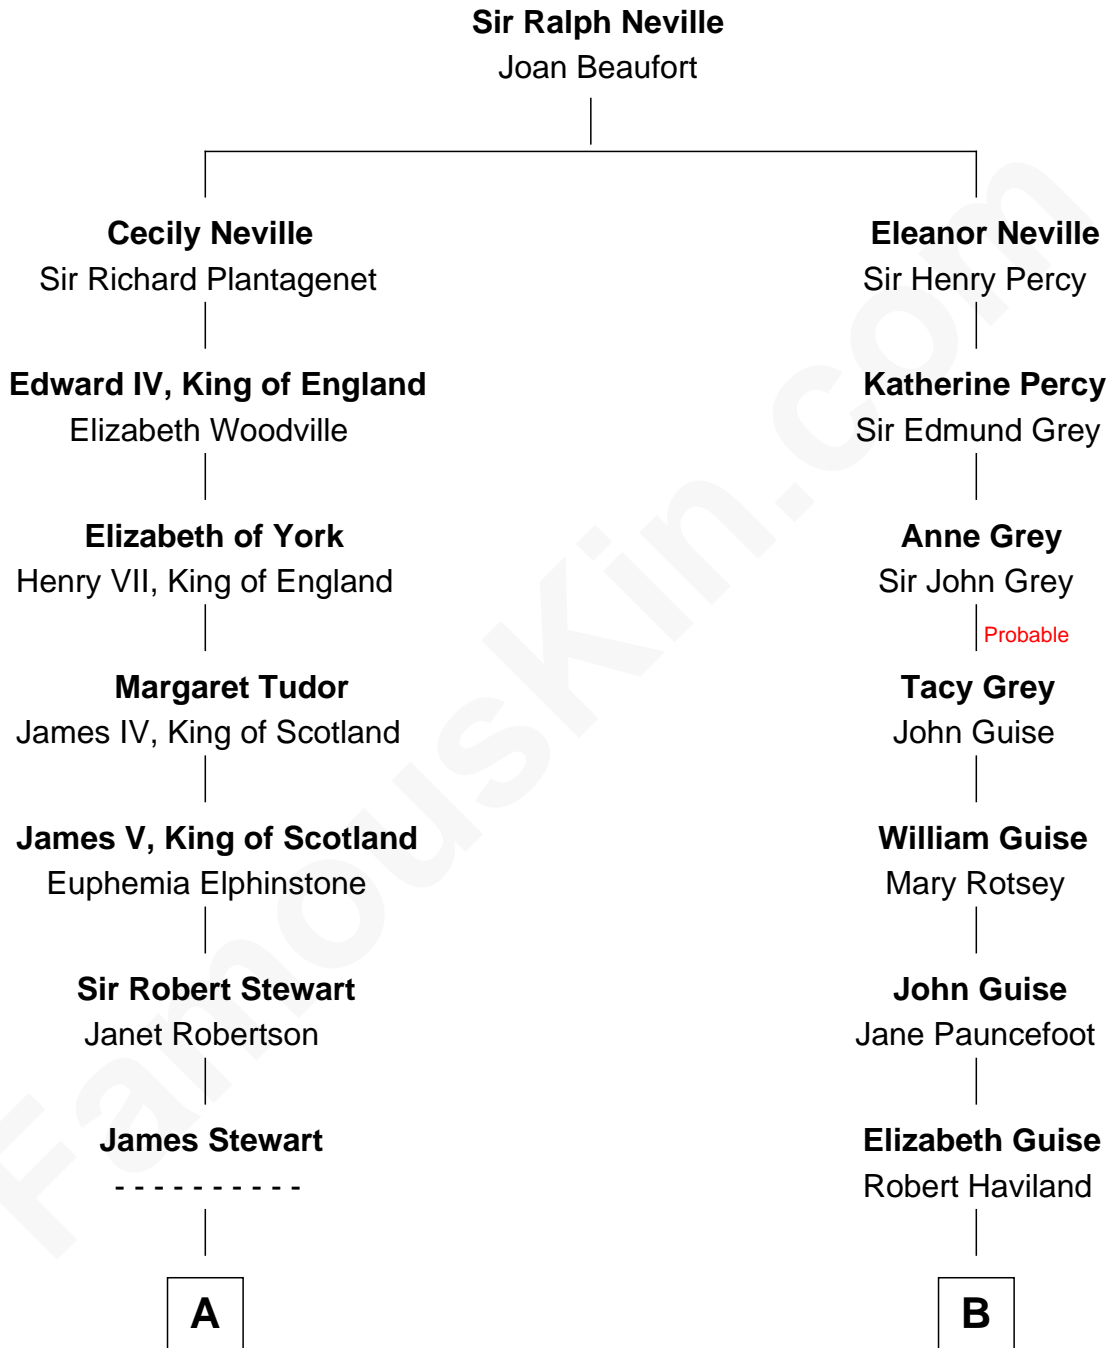 Sir Ralph Neville
Joan Beaufort
Cecily Neville
Sir Richard Plantagenet
Eleanor Neville
Sir Henry Percy
Edward IV, King of England
Elizabeth Woodville
Katherine Percy
Sir Edmund Grey
Elizabeth of York
Henry VII, King of England
Anne Grey
Sir John Grey
Probable
Margaret Tudor
James IV, King of Scotland
Tacy Grey
John Guise
James V, King of Scotland
Euphemia Elphinstone
William Guise
Mary Rotsey
Sir Robert Stewart
Janet Robertson
John Guise
Jane Pauncefoot
James Stewart
- - - - - - - - - -
Elizabeth Guise
Robert Haviland
A
B
FamousKin.com